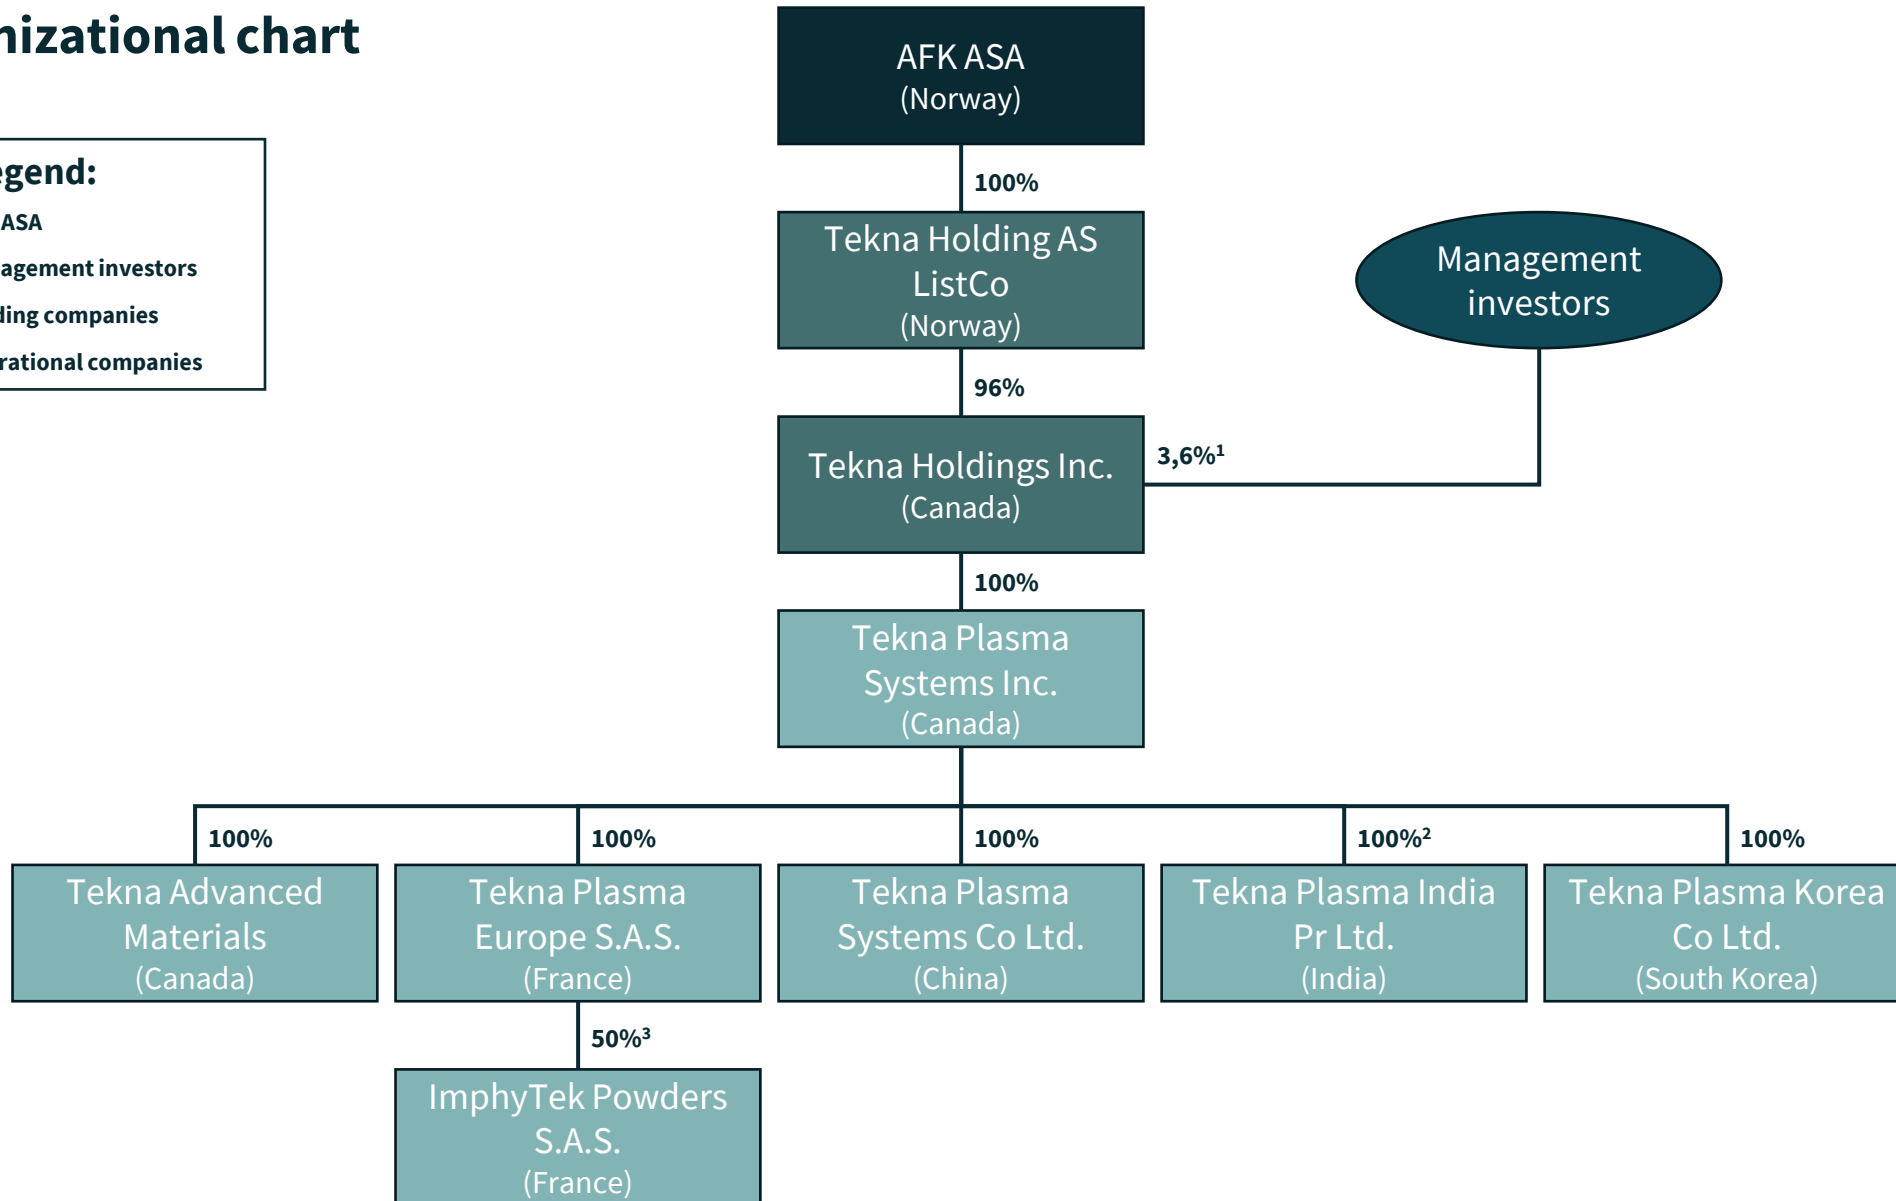 nizational chart
AFK ASA
(Norway)
egend:
ASA
agement investors
ding companies
rational companies
100%
Tekna Holding AS
ListCo
(Norway)
Management
investors
96%
3,6%¹
Tekna Holdings Inc.
(Canada)
100%
Tekna Plasma
Systems Inc.
(Canada)
100%
100%
100%
100%²
100%
Tekna Advanced
Materials
(Canada)
Tekna Plasma
Europe S.A.S.
(France)
Tekna Plasma
Systems Co Ltd.
(China)
Tekna Plasma India
Pr Ltd.
(India)
Tekna Plasma Korea
Co Ltd.
(South Korea)
50%³
ImphyTek Powders
S.A.S.
(France)